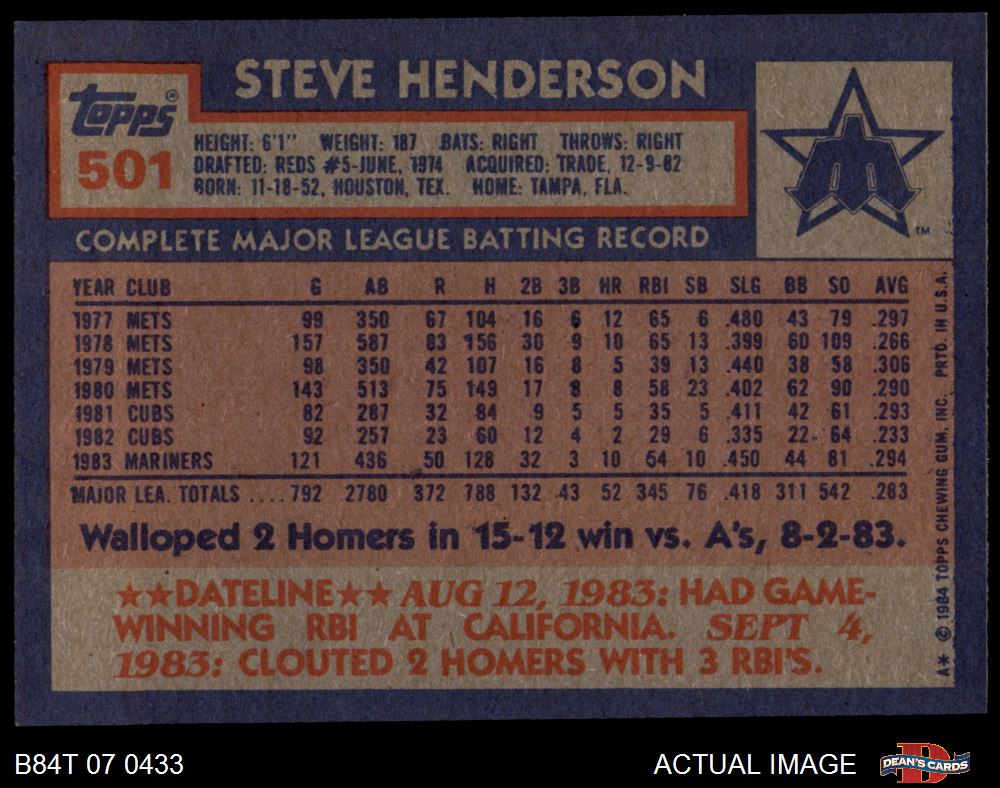 STEVE HENDERSON
Topps®
501
HEIGHT: 6'1" WEIGHT: 187 BATS: RIGHT THROWS: RIGHT
DRAFTED: REDS #5-JUNE, 1974 ACQUIRED: TRADE, 12-9-82
BORN: 11-18-52, HOUSTON, TEX. HOME: TAMPA, FLA.
TM
COMPLETE MAJOR LEAGUE BATTING RECORD
YEAR CLUB G AB R H 2B 3B HR RBI SB SLG BB SO AVG
1977 METS 99 350 67 104 16 6 12 65 6 .480 43 79 .297
1978 METS 157 587 83 156 30 9 10 65 13 .399 60 109 .266
1979 METS 98 350 42 107 16 8 5 39 13 .440 38 58 .306
1980 METS 143 513 75 149 17 8 8 58 23 .402 62 90 .290
1981 CUBS 82 287 32 84 9 5 5 35 5 .411 42 61 .293
1982 CUBS 92 257 23 60 12 4 2 29 6 .335 22 64 .233
1983 MARINERS 121 436 50 128 32 3 10 54 10 .450 44 81 .294
MAJOR LEA. TOTALS .... 792 2780 372 788 132 43 52 345 76 .418 311 542 .283
Walloped 2 Homers in 15-12 win vs. A's, 8-2-83.
★★DATELINE★★ AUG 12, 1983: HAD GAME-
WINNING RBI AT CALIFORNIA. SEPT 4,
1983: CLOUTED 2 HOMERS WITH 3 RBI'S.
A* © 1984 TOPPS CHEWING GUM, INC. PRTD. IN U.S.A.
B84T 07 0433
ACTUAL IMAGE
DEAN'S CARDS